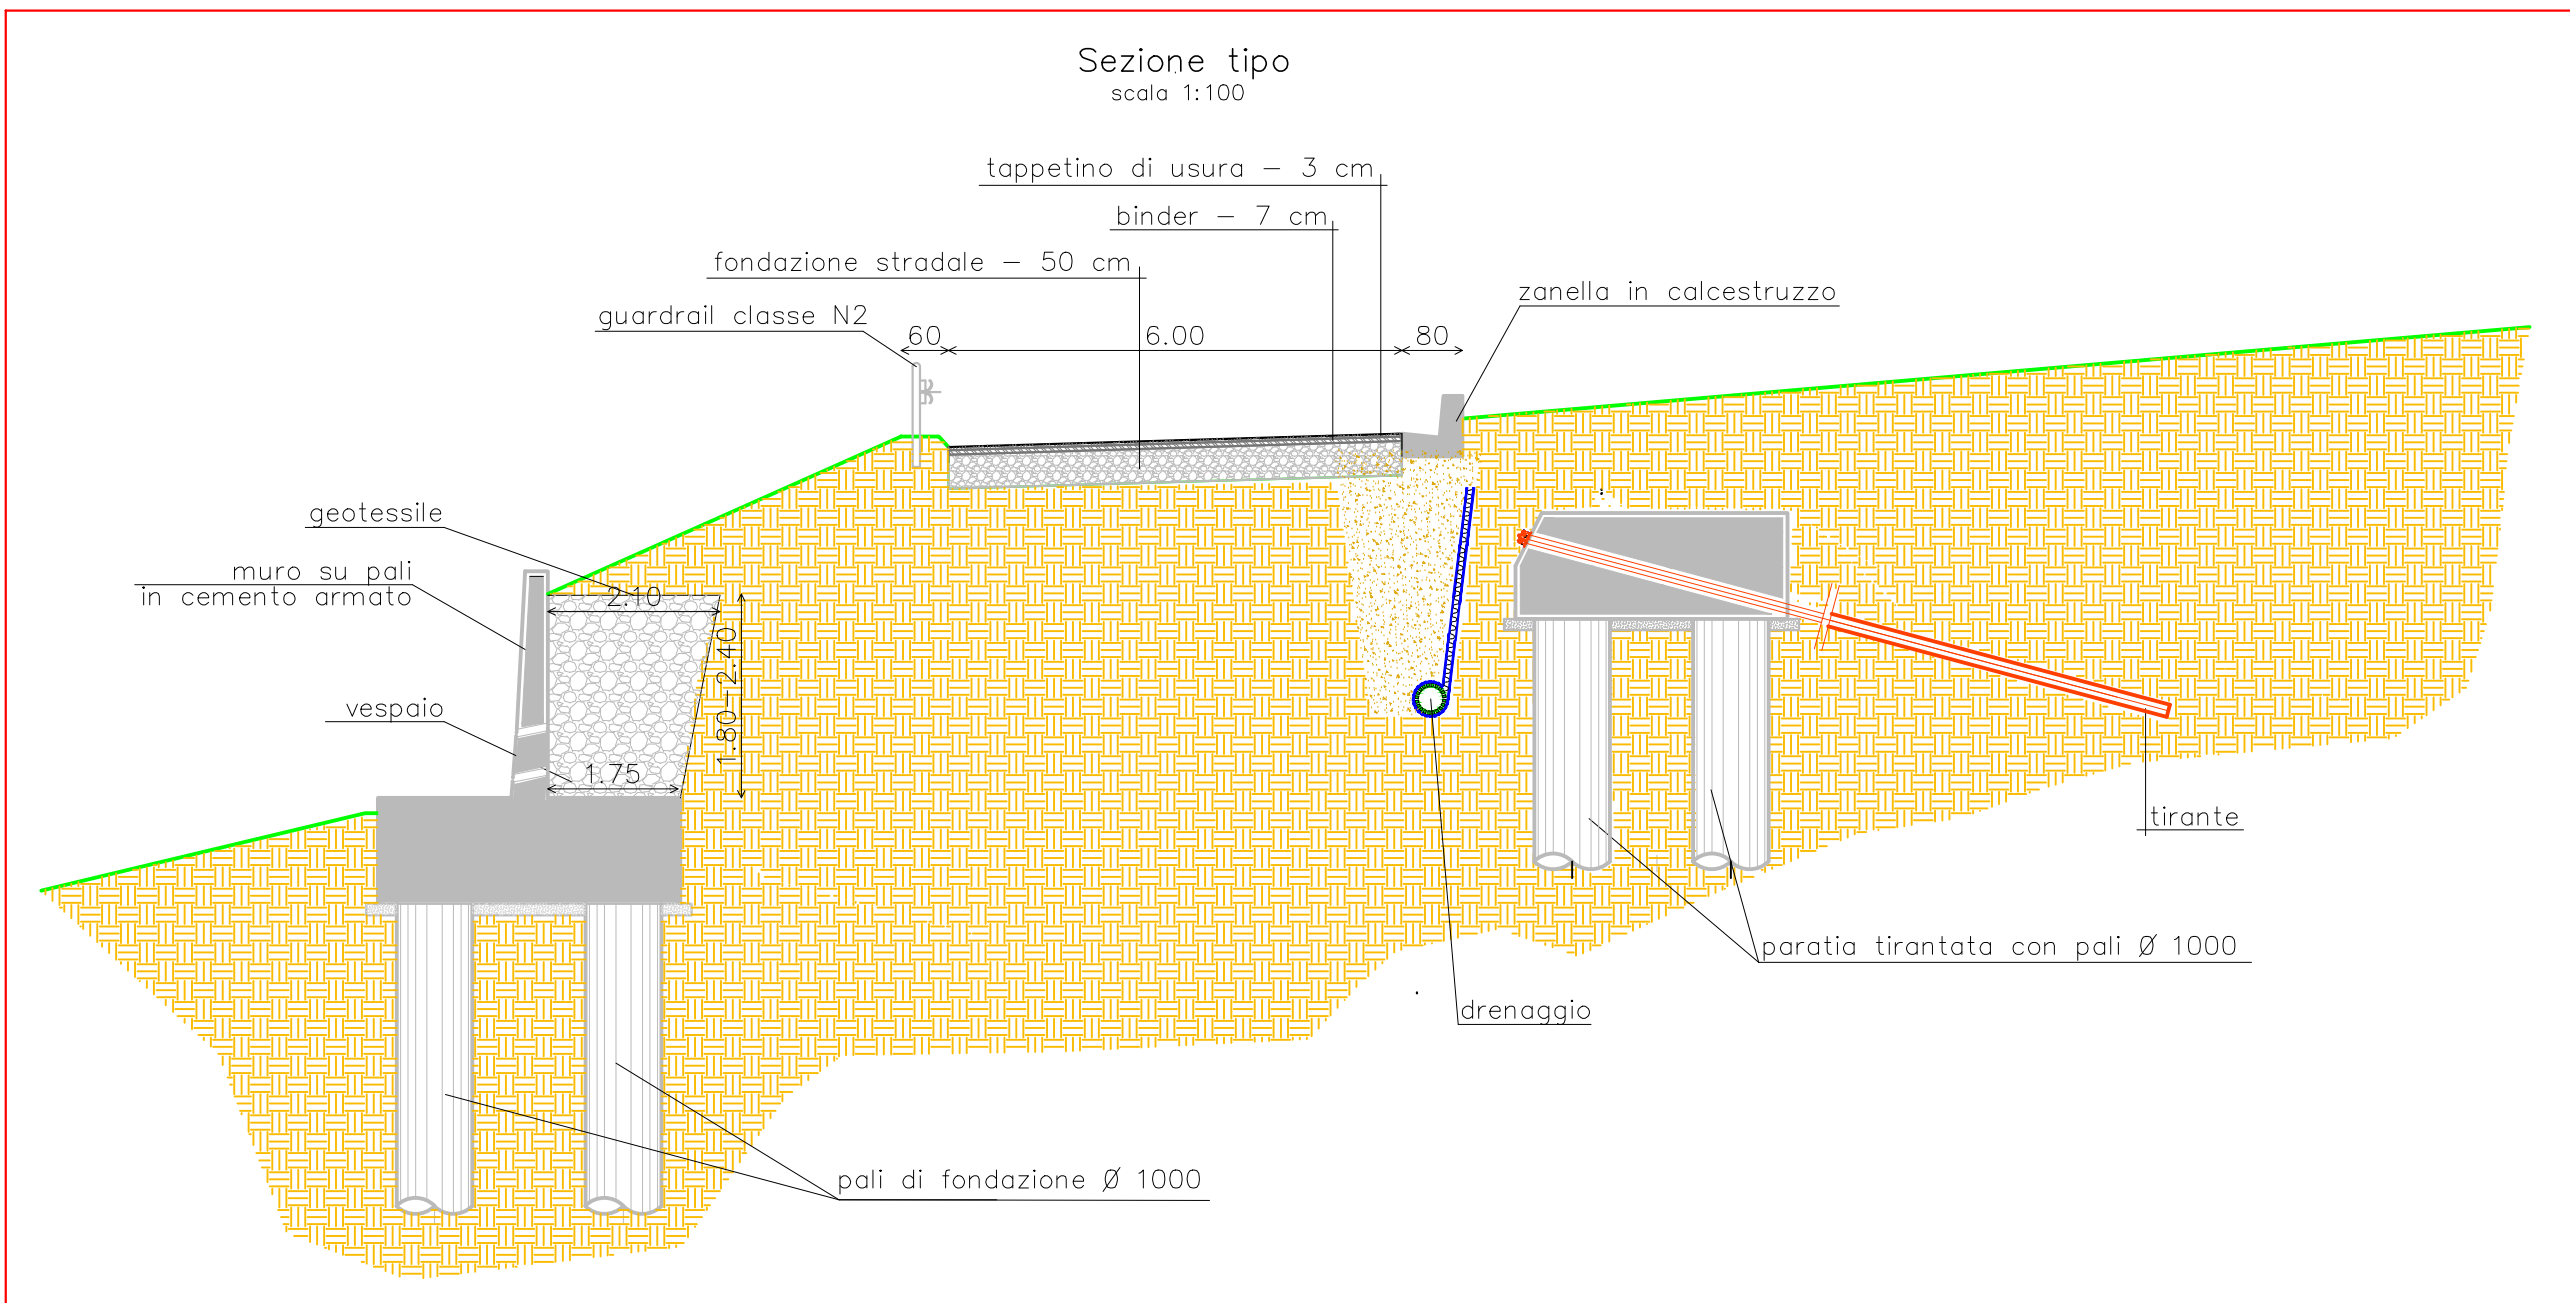 Sezione tipo
scala 1:100
tappetino di usura – 3 cm
binder – 7 cm
fondazione stradale – 50 cm
zanella in calcestruzzo
guardrail classe N2
60
6.00
80
geotessile
muro su pali
in cemento armato
2.10
1.80–2.40
vespaio
1.75
tirante
paratia tirantata con pali Ø 1000
drenaggio
pali di fondazione Ø 1000